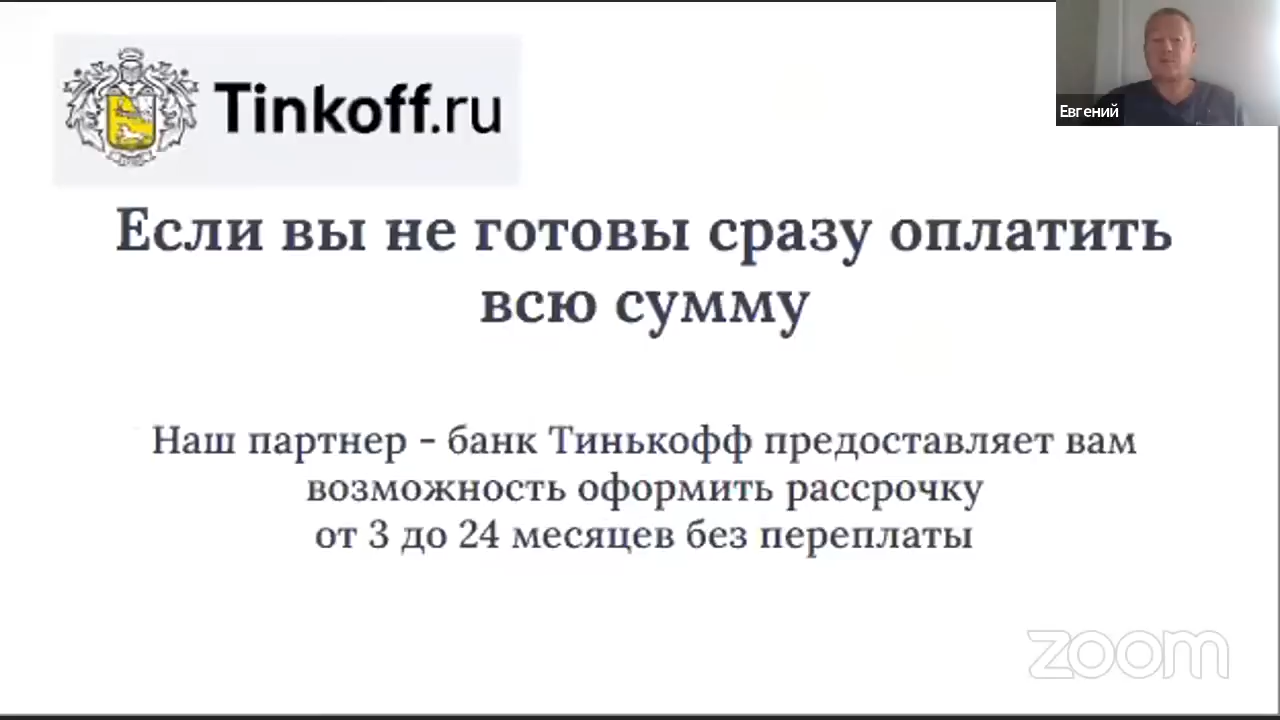 Tinkoff.ru
Евгений
Если вы не готовы сразу оплатить
всю сумму
Наш партнер - банк Тинькофф предоставляет вам
возможность оформить рассрочку
от 3 до 24 месяцев без переплаты
zoom